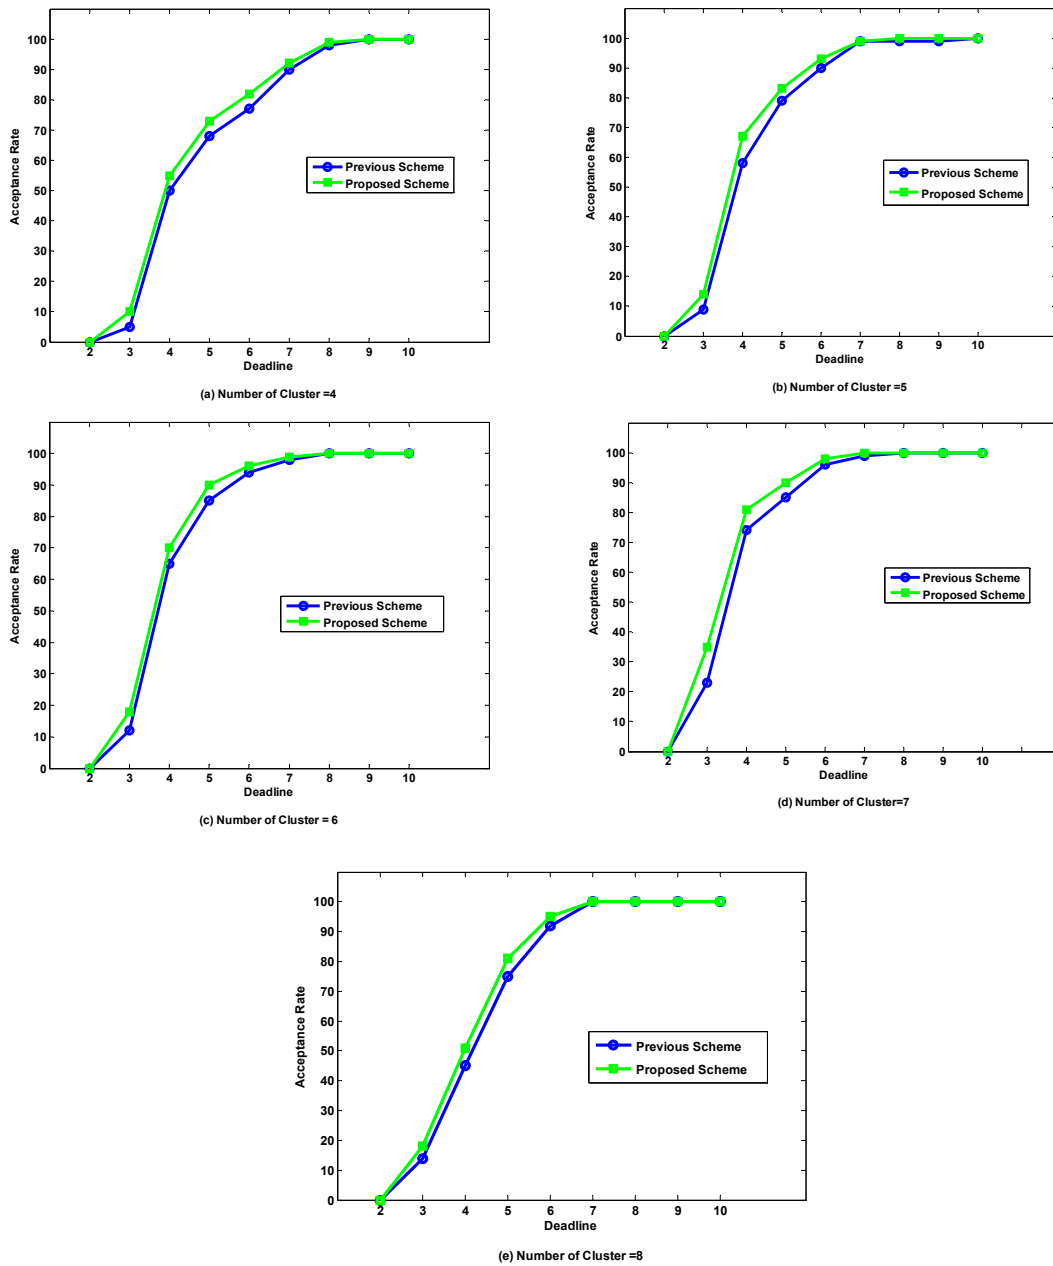 100
90
80
70
60
50
40
30
20
10
0
Acceptance Rate
Previous Scheme
Proposed Scheme
2 3 4 5 6 7 8 9 10
Deadline
(a) Number of Cluster =4
100
90
80
70
60
50
40
30
20
10
0
Acceptance Rate
Previous Scheme
Proposed Scheme
2 3 4 5 6 7 8 9 10
Deadline
(b) Number of Cluster =5
100
90
80
70
60
50
40
30
20
10
0
Acceptance Rate
Previous Scheme
Proposed Scheme
2 3 4 5 6 7 8 9 10
Deadline
(c) Number of Cluster = 6
100
90
80
70
60
50
40
30
20
10
0
Acceptance Rate
Previous Scheme
Proposed Scheme
2 3 4 5 6 7 8 9 10
Deadline
(d) Number of Cluster=7
100
90
80
70
60
50
40
30
20
10
0
Acceptance Rate
Previous Scheme
Proposed Scheme
2 3 4 5 6 7 8 9 10
Deadline
(e) Number of Cluster =8